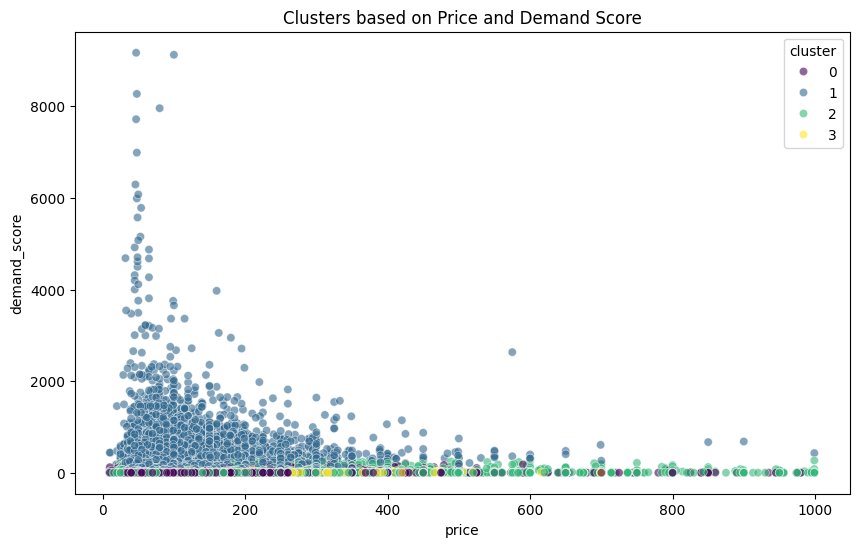 Clusters based on Price and Demand Score
cluster
0
1
2
3
demand_score
8000
6000
4000
2000
0
0 200 400 600 800 1000
price